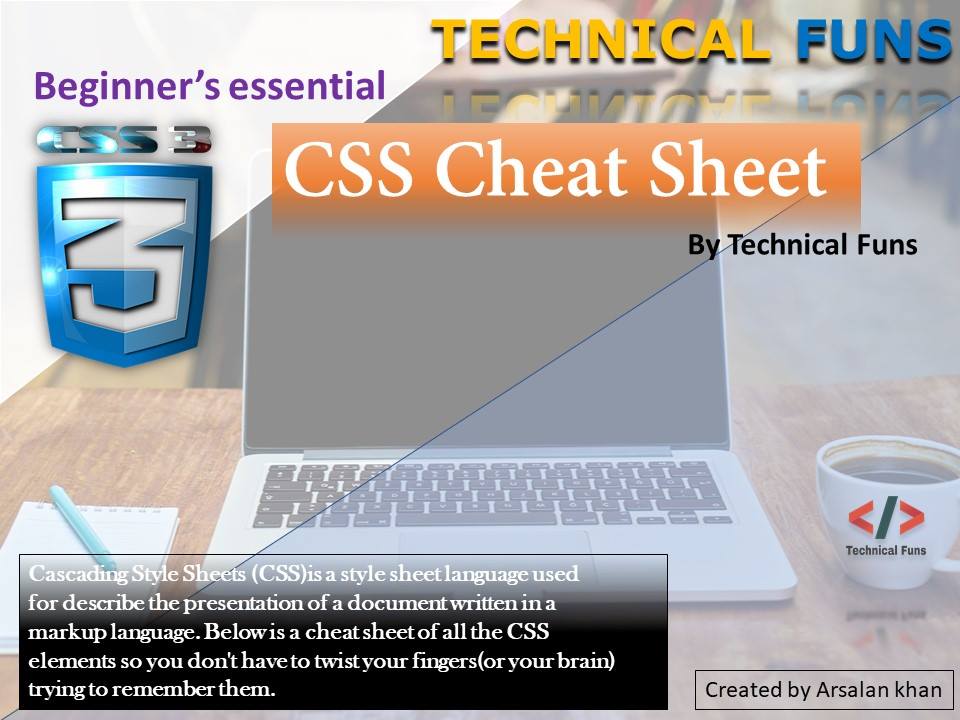 TECHNICAL FUNS
Beginner's essential
CSS 3
CSS Cheat Sheet
By Technical Funs
</>
Technical Funs
Cascading Style Sheets (CSS)is a style sheet language used
for describe the presentation of a document written in a
markup language. Below is a cheat sheet of all the CSS
elements so you don't have to twist your fingers(or your brain)
trying to remember them.
Created by Arsalan khan